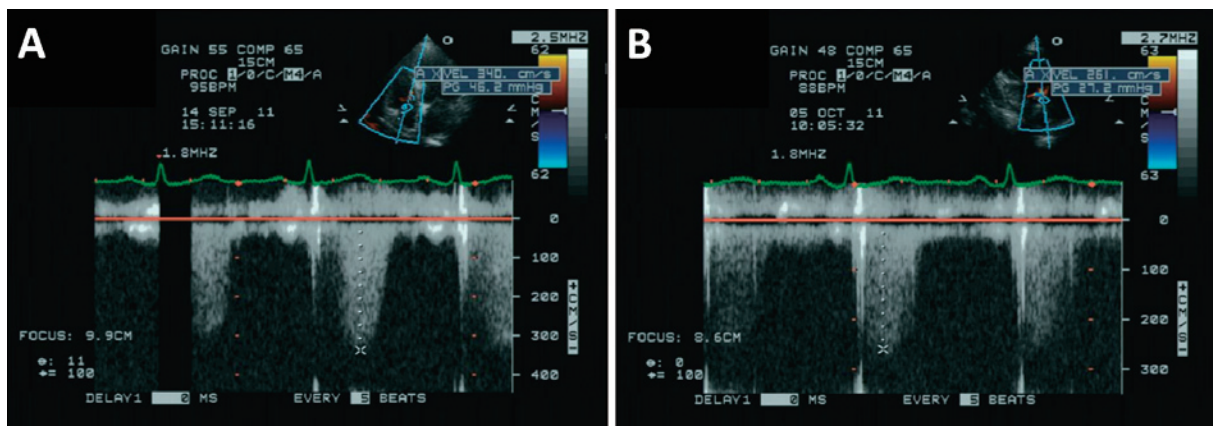 A
GAIN 55 COMP 65
15CM
PROC 1/0/C/M4/A
95BPM
14 SEP 11
15:11:16
1.8MHZ
2.5MHZ
62
A X VEL 340. cm/s
PG 46.2 mmHg
C
M
/
S
62
0
100
200
300
400
+CM/S-
FOCUS: 9.9CM
θ: 11
100
DELAY1 0 MS
EVERY 5 BEATS
B
GAIN 48 COMP 65
15CM
PROC 1/0/C/M4/A
88BPM
05 OCT 11
10:05:32
1.8MHZ
2.7MHZ
63
A X VEL 261. cm/s
PG 27.2 mmHg
C
M
/
S
63
0
100
200
300
+CM/S-
FOCUS: 8.6CM
θ: 0
100
DELAY1 0 MS
EVERY 5 BEATS